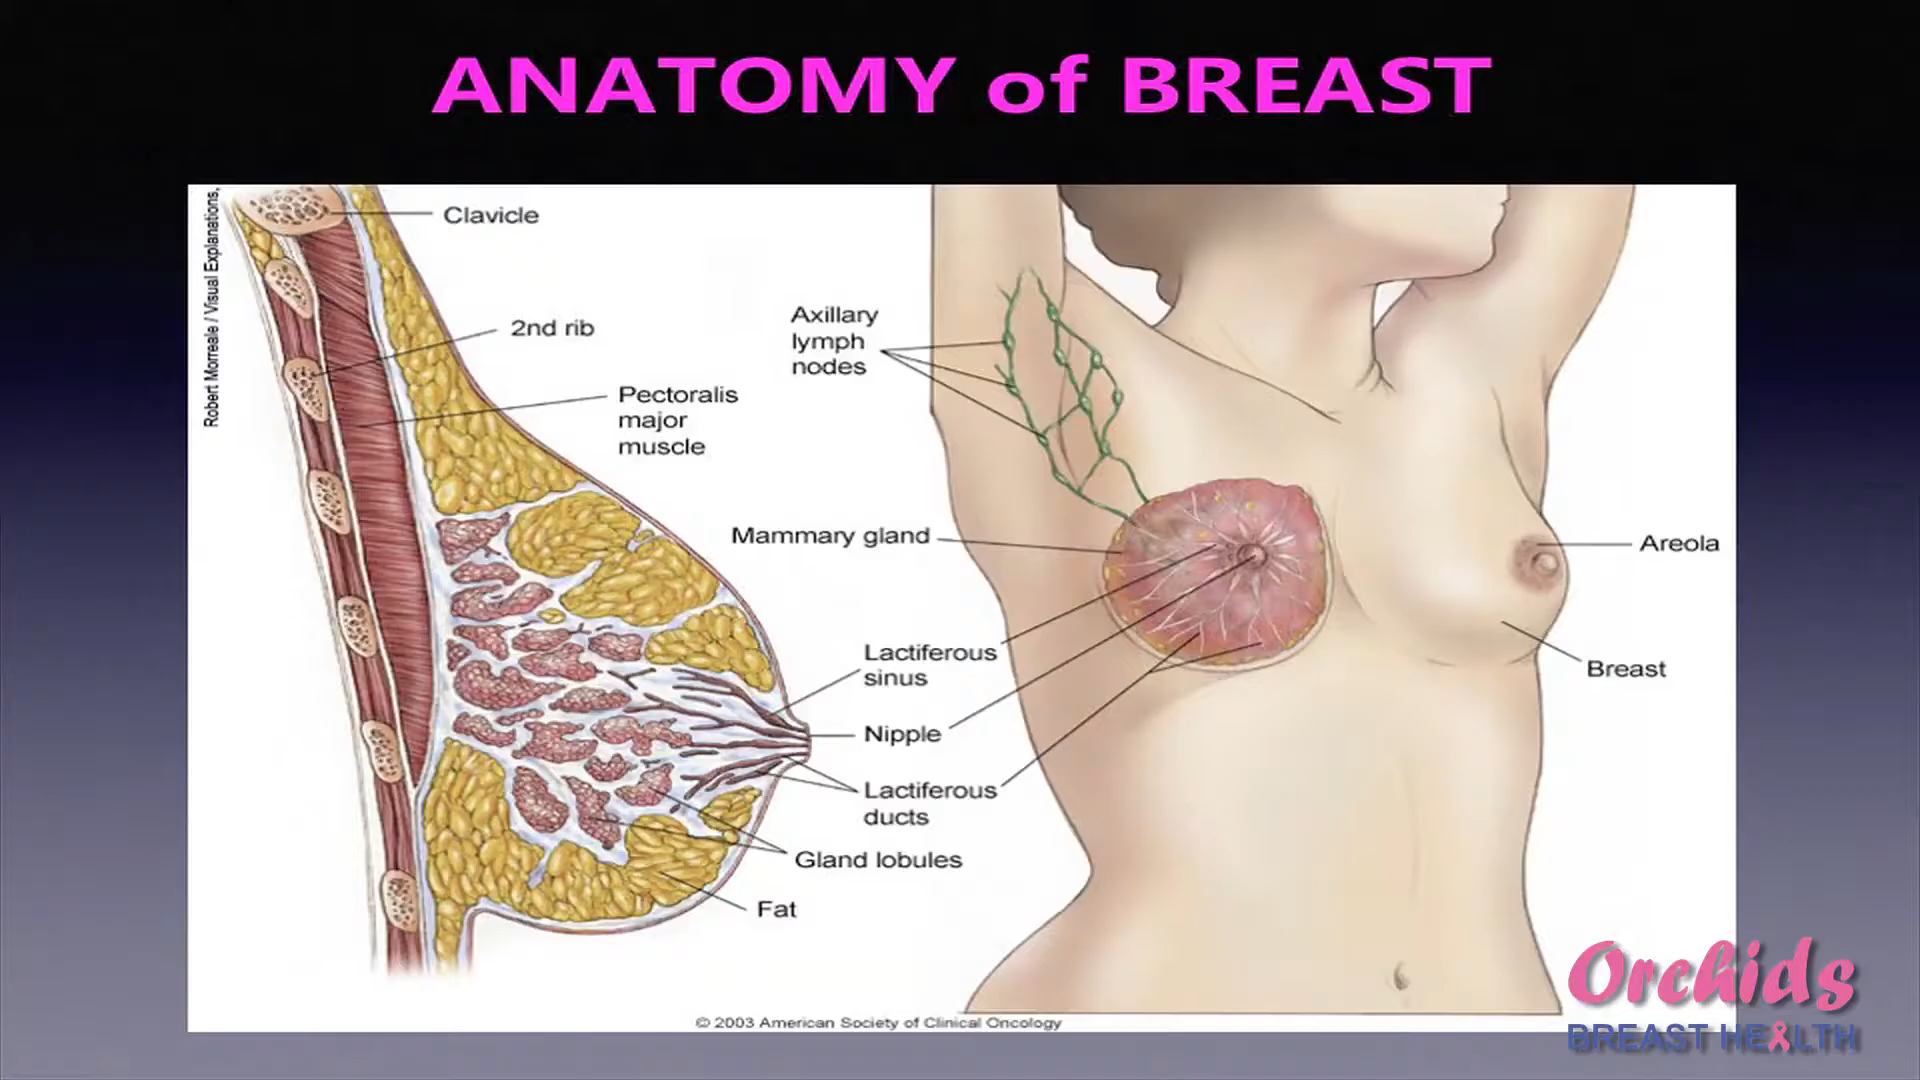 ANATOMY of BREAST
Robert Morreale / Visual Explanations,
Clavicle
2nd rib
Pectoralis
major
muscle
Axillary
lymph
nodes
Mammary gland
Lactiferous
sinus
Nipple
Lactiferous
ducts
Gland lobules
Fat
Areola
Breast
© 2003 American Society of Clinical Oncology
Orchids
BREAST HEALTH